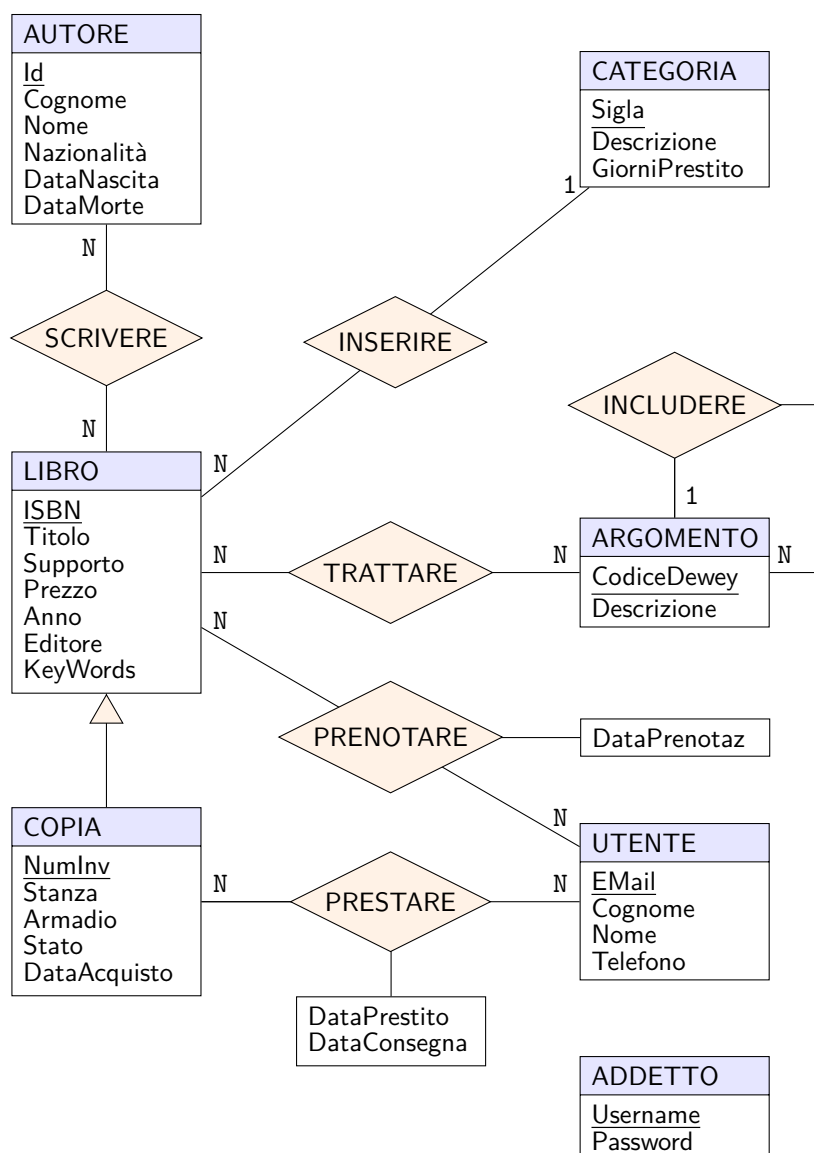 AUTORE
Id
Cognome
Nome
Nazionalità
DataNascita
DataMorte
CATEGORIA
Sigla
Descrizione
GiorniPrestito
N
1
SCRIVERE
INSERIRE
INCLUDERE
N
N
1
LIBRO
ISBN
Titolo
Supporto
Prezzo
Anno
Editore
KeyWords
N
TRATTARE
N
ARGOMENTO
CodiceDewey
Descrizione
N
N
PRENOTARE
DataPrenotaz
N
COPIA
NumInv
Stanza
Armadio
Stato
DataAcquisto
N
PRESTARE
N
UTENTE
EMail
Cognome
Nome
Telefono
DataPrestito
DataConsegna
ADDETTO
Username
Password